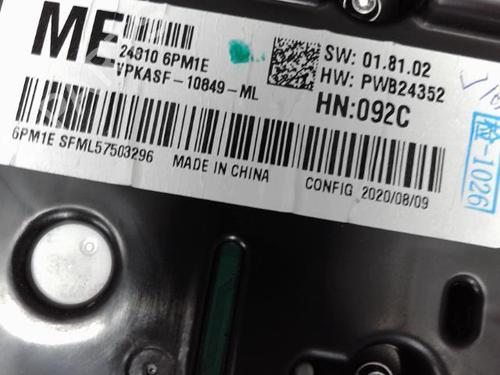 ME
24810 6PM1E
VPKASF-10849-ML
SW: 01.81.02
HW: PWB24352
HN:092C
6PM1E SFML57503296
MADE IN CHINA
CONFIG 2020/08/09
-1026